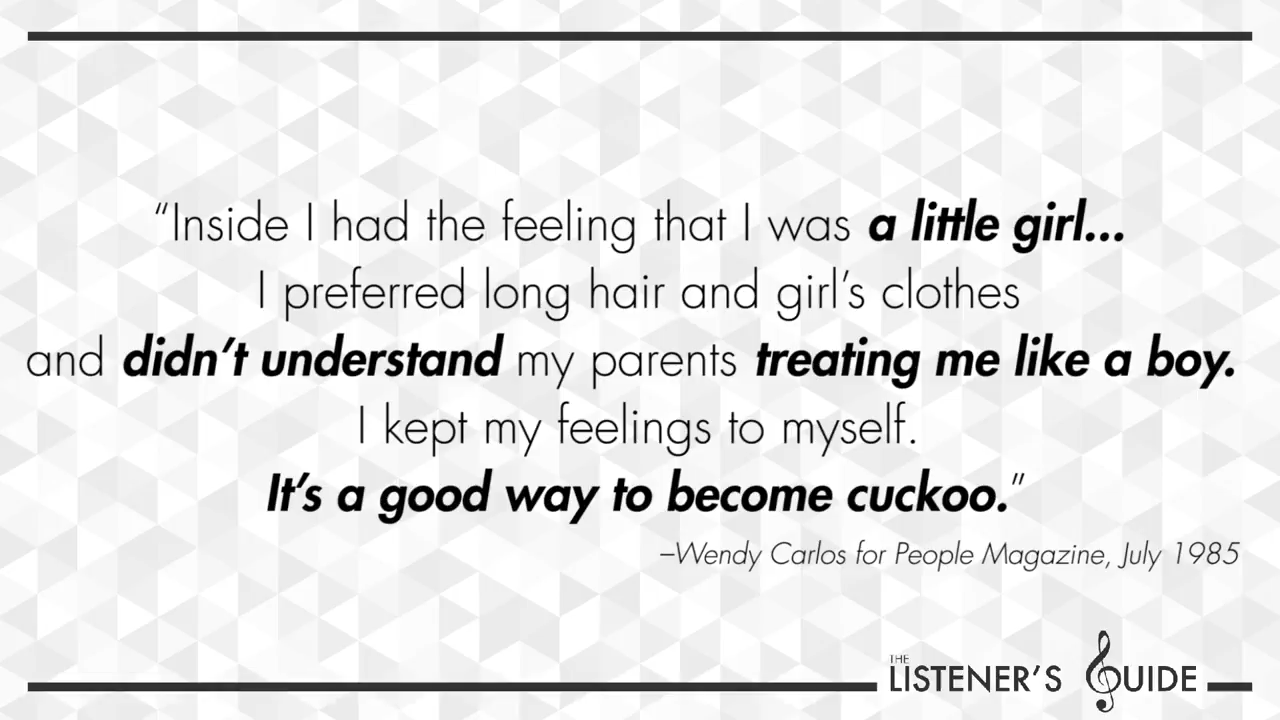 “Inside I had the feeling that I was a little girl...
I preferred long hair and girl’s clothes
and didn’t understand my parents treating me like a boy.
I kept my feelings to myself.
It’s a good way to become cuckoo.”
–Wendy Carlos for People Magazine, July 1985
THE
LISTENER’S GUIDE